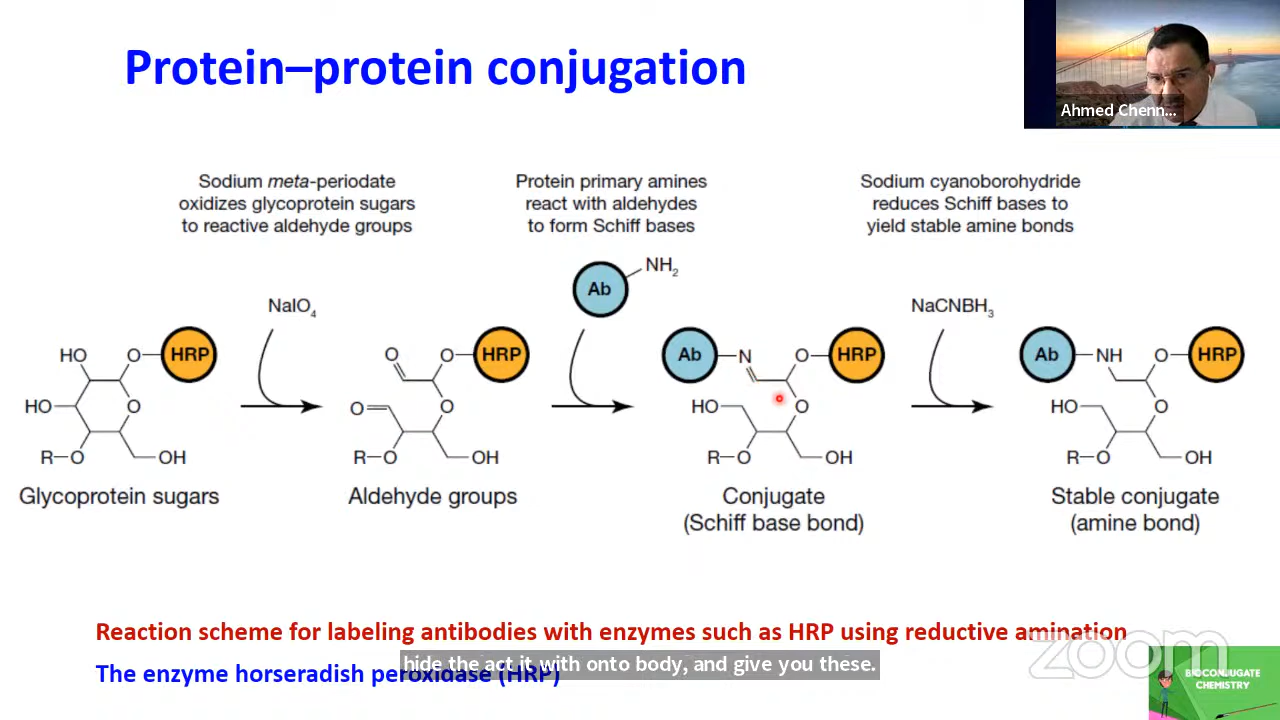 Protein–protein conjugation
Ahmed Chenn...
Sodium meta-periodate
oxidizes glycoprotein sugars
to reactive aldehyde groups
Protein primary amines
react with aldehydes
to form Schiff bases
Sodium cyanoborohydride
reduces Schiff bases to
yield stable amine bonds
NaIO4
Ab
NH2
NaCNBH3
HO
O
HRP
HO
O
R–O
OH
O
O
HRP
O
O
R–O
OH
Ab
N
O
HRP
HO
O
R–O
OH
Ab
NH
O
HRP
HO
O
R–O
OH
Glycoprotein sugars
Aldehyde groups
Conjugate
(Schiff base bond)
Stable conjugate
(amine bond)
Reaction scheme for labeling antibodies with enzymes such as HRP using reductive amination
hide the act it with onto body, and give you these.
The enzyme horseradish peroxidase (HRP)
zoom
BIOCONJUGATE
CHEMISTRY